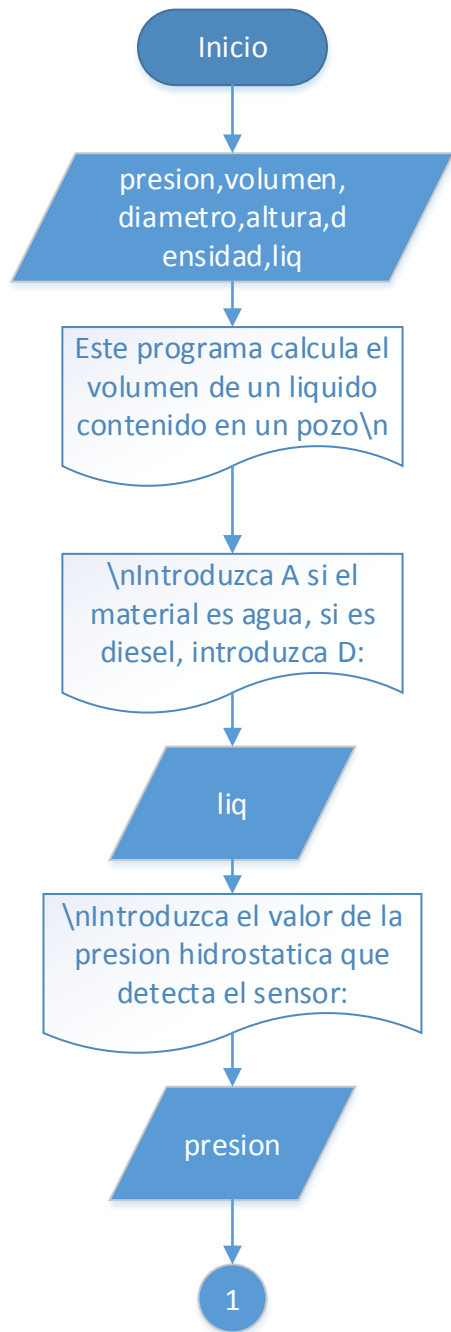 Inicio
presion,volumen,
diametro,altura,d
ensidad,liq
Este programa calcula el
volumen de un liquido
contenido en un pozo\n
\nIntroduzca A si el
material es agua, si es
diesel, introduzca D:
liq
\nIntroduzca el valor de la
presion hidrostatica que
detecta el sensor:
presion
1